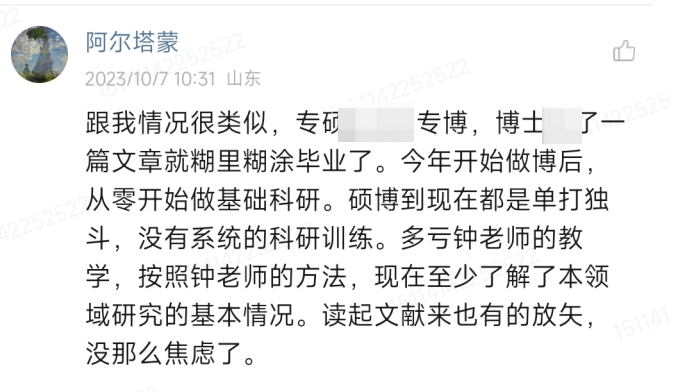 阿尔塔蒙
2023/10/7 10:31 山东
跟我情况很类似，专硕 专博，博士 了一
篇文章就糊里糊涂毕业了。今年开始做博后，
从零开始做基础科研。硕博到现在都是单打独
斗，没有系统的科研训练。多亏钟老师的教
学，按照钟老师的方法，现在至少了解了本领
域研究的基本情况。读起文献来也有的放矢，
没那么焦虑了。